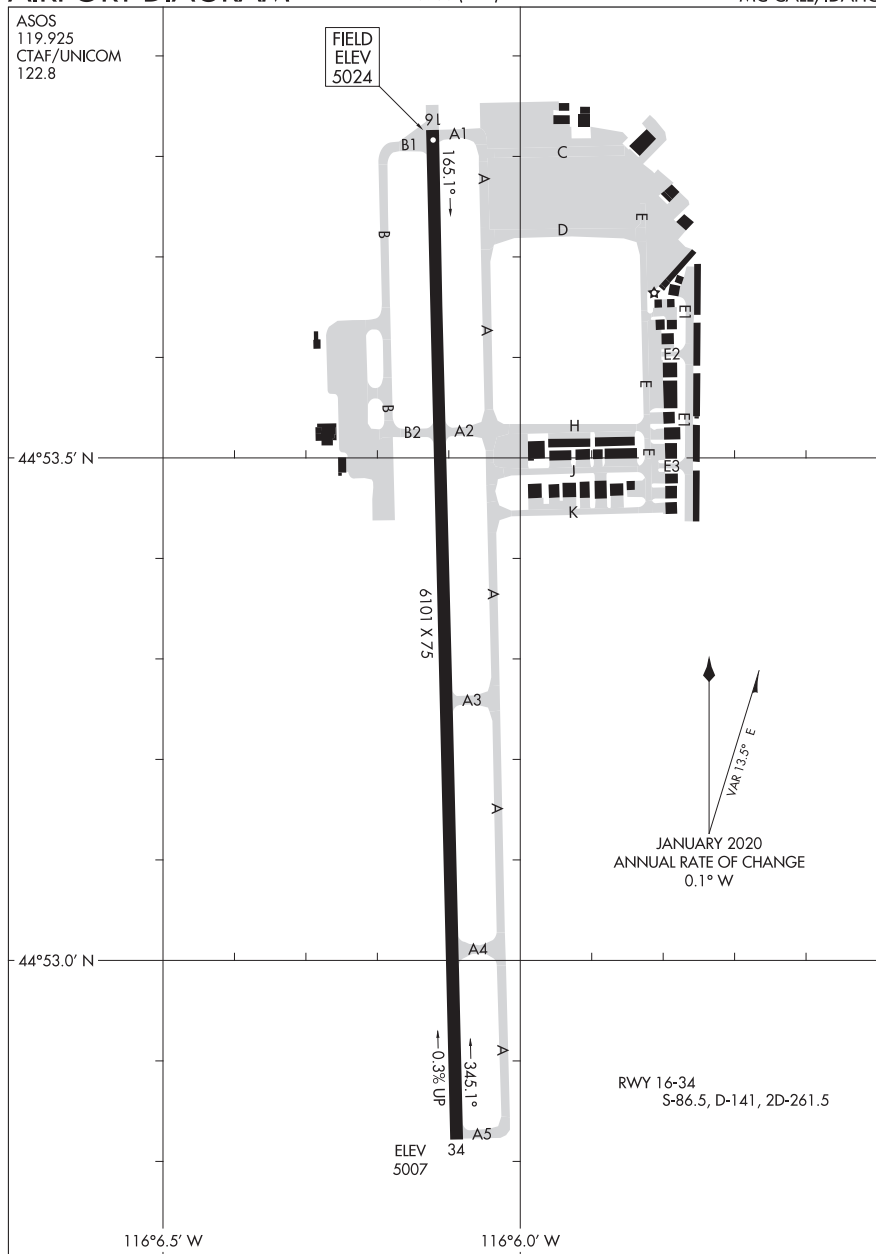 ASOS
119.925
CTAF/UNICOM
122.8
FIELD
ELEV
5024
16
A1
B1
165.1°
A
C
B
D
E
A
E1
E2
E
B
E1
B2
A2
H
E
44°53.5' N
J
E3
K
6101 X 75
A
A3
VAR 13.5° E
A
JANUARY 2020
ANNUAL RATE OF CHANGE
0.1° W
A4
44°53.0' N
A
0.3% UP
345.1°
RWY 16-34
S-86.5, D-141, 2D-261.5
A5
ELEV
5007
34
116°6.5' W
116°6.0' W